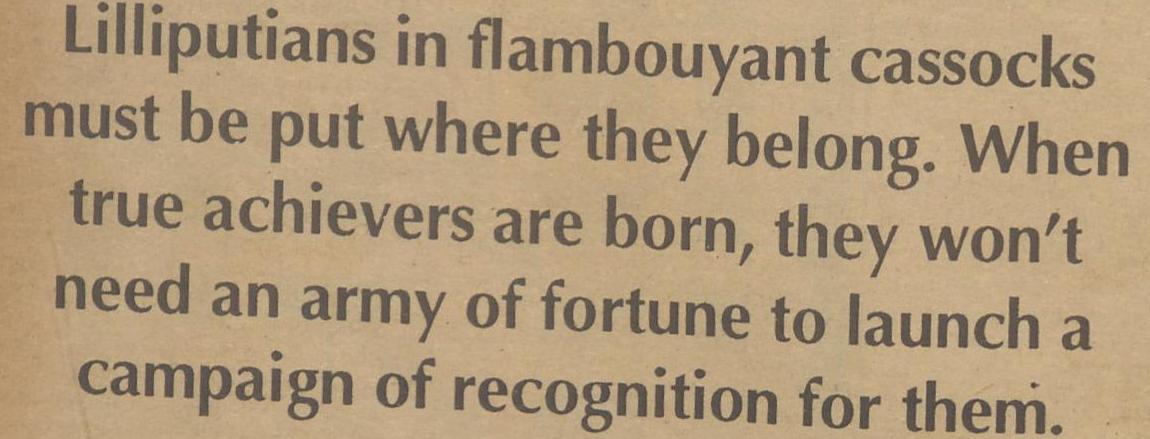 Lilliputians in flambouyant cassocks
must be put where they belong. When
true achievers are born, they won't
need an army of fortune to launch a
campaign of recognition for them.